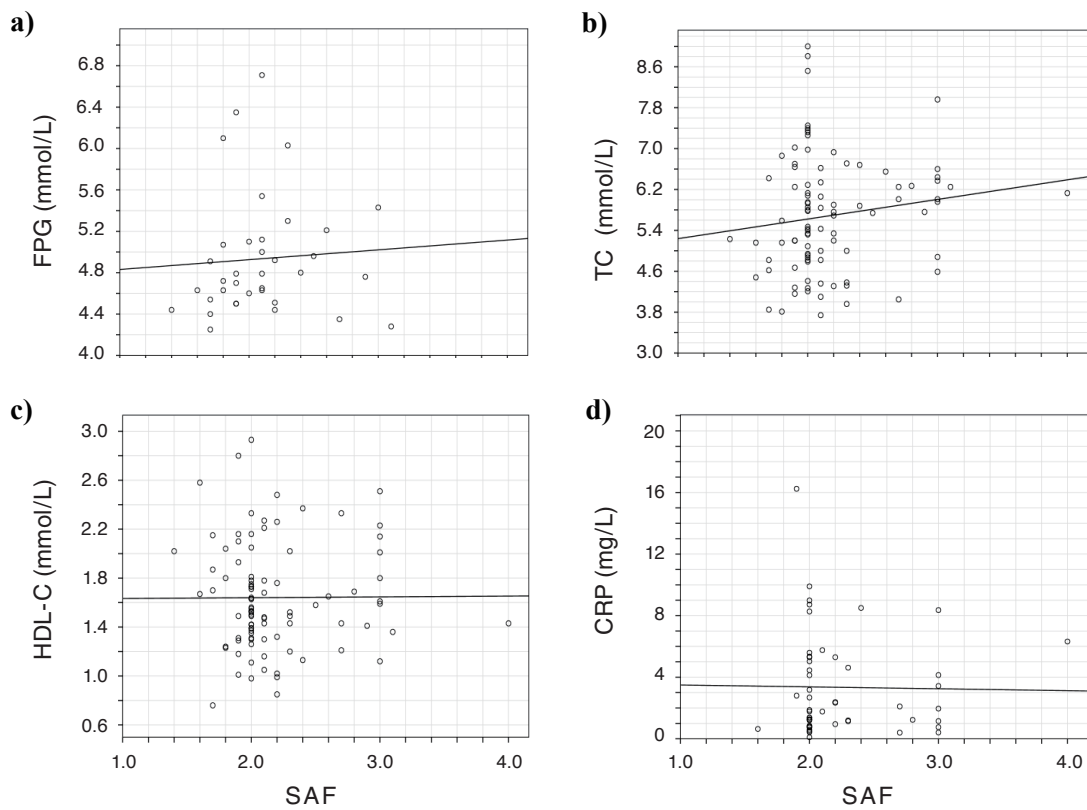 a)
FPG (mmol/L)
6.8
6.4
6.0
5.6
5.2
4.8
4.4
4.0
b)
TC (mmol/L)
8.6
7.8
7.0
6.2
5.4
4.6
3.8
3.0
c)
HDL-C (mmol/L)
3.0
2.6
2.2
1.8
1.4
1.0
0.6
1.0 2.0 3.0 4.0
SAF
d)
CRP (mg/L)
20
16
12
8
4
0
1.0 2.0 3.0 4.0
SAF